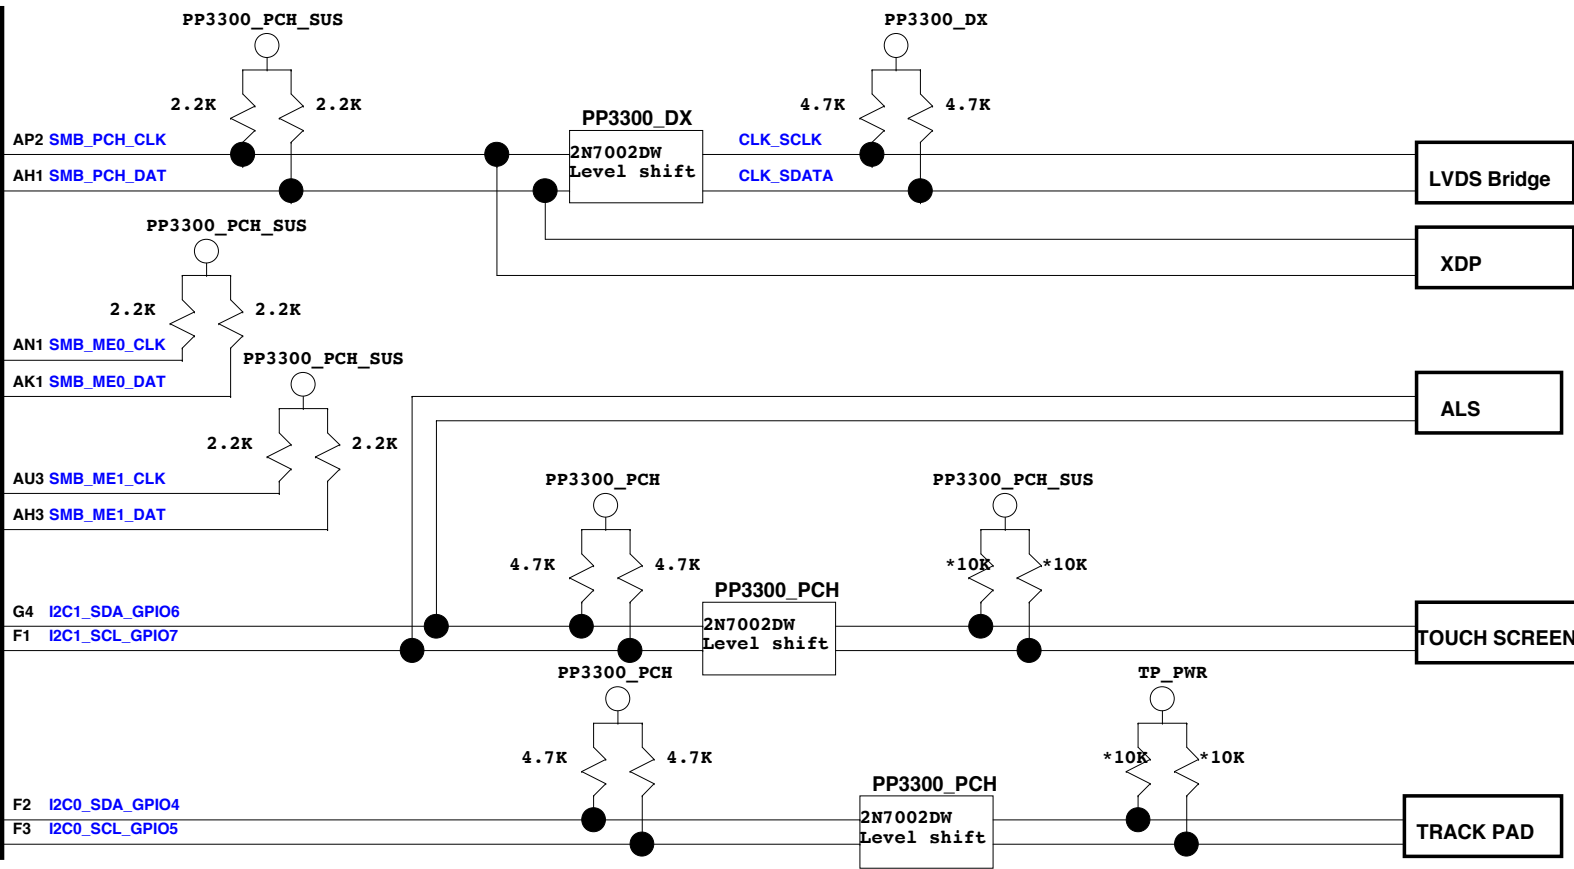 PP3300_PCH_SUS
PP3300_DX
2.2K
2.2K
4.7K
4.7K
PP3300_DX
AP2 SMB_PCH_CLK
CLK_SCLK
2N7002DW
Level shift
AH1 SMB_PCH_DAT
CLK_SDATA
LVDS Bridge
PP3300_PCH_SUS
XDP
2.2K
2.2K
AN1 SMB_ME0_CLK
PP3300_PCH_SUS
AK1 SMB_ME0_DAT
ALS
2.2K
2.2K
AU3 SMB_ME1_CLK
PP3300_PCH
PP3300_PCH_SUS
AH3 SMB_ME1_DAT
4.7K
4.7K
*10K
*10K
PP3300_PCH
G4 I2C1_SDA_GPIO6
2N7002DW
Level shift
F1 I2C1_SCL_GPIO7
TOUCH SCREEN
PP3300_PCH
TP_PWR
4.7K
4.7K
*10K
*10K
PP3300_PCH
F2 I2C0_SDA_GPIO4
2N7002DW
Level shift
F3 I2C0_SCL_GPIO5
TRACK PAD